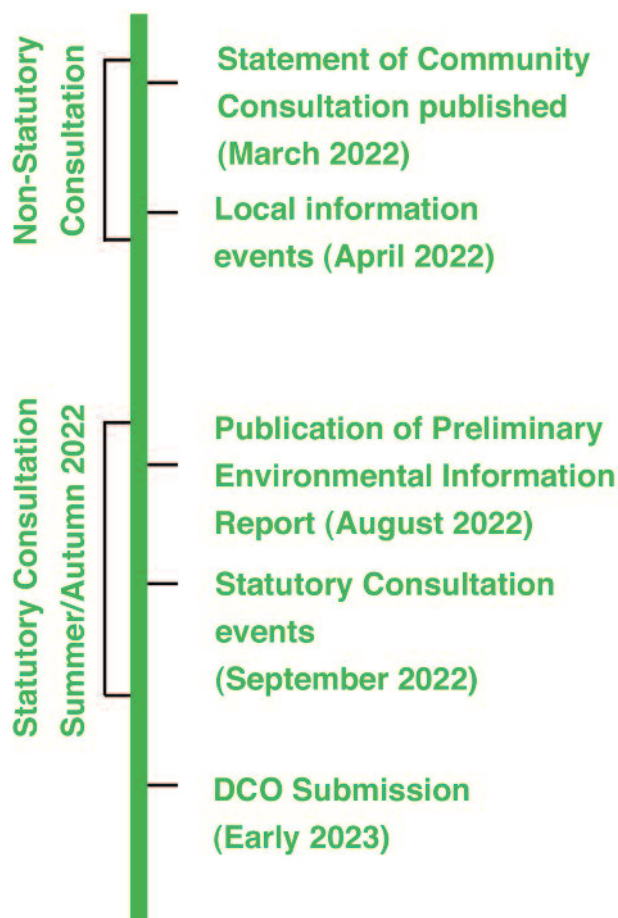 Non-Statutory
Consultation
Statement of Community
Consultation published
(March 2022)
Local information
events (April 2022)
Statutory Consultation
Summer/Autumn 2022
Publication of Preliminary
Environmental Information
Report (August 2022)
Statutory Consultation
events
(September 2022)
DCO Submission
(Early 2023)